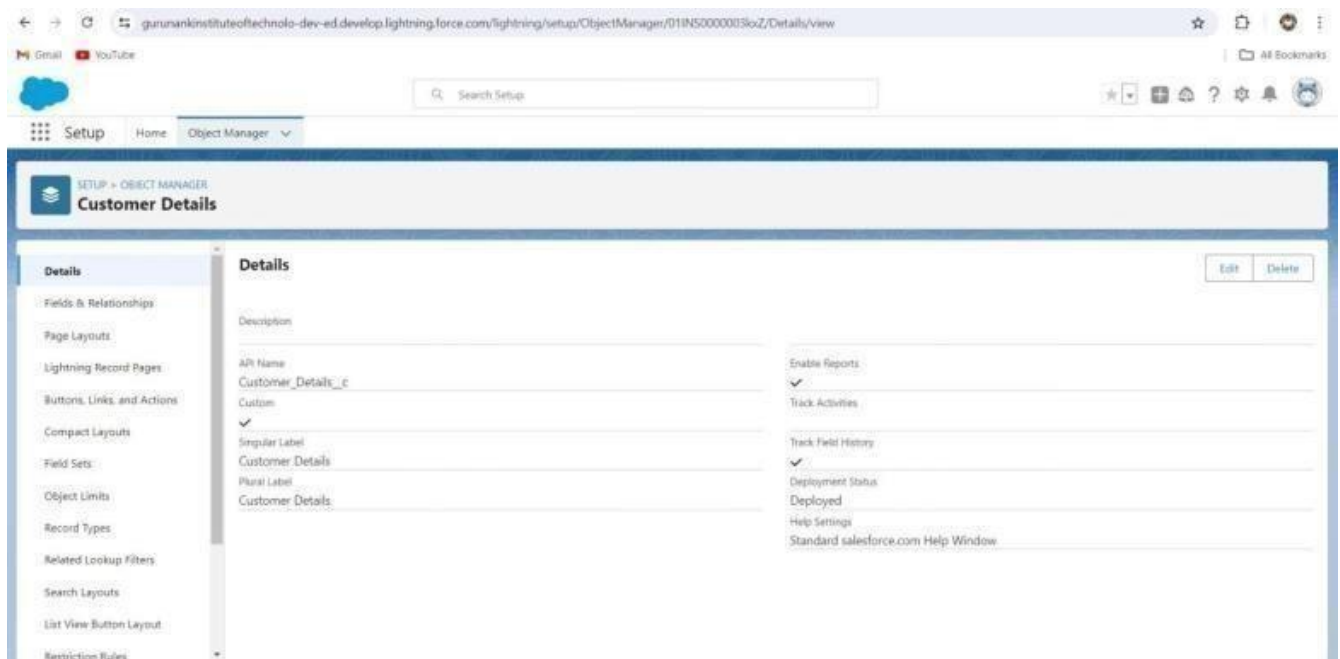 gurunankinstituteoftechnolo-dev-ed.develop.lightning.force.com/lightning/setup/ObjectManager/
Gmail YouTube All Bookmarks
Search Setup
Setup Home Object Manager
SETUP > OBJECT MANAGER
Customer Details
Details
Fields & Relationships
Page Layouts
Lightning Record Pages
Buttons, Links, and Actions
Compact Layouts
Field Sets
Object Limits
Record Types
Related Lookup Filters
Search Layouts
List View Button Layout
Restriction Rules
Details
Edit Delete
Description
API Name
Customer_Details__c
Custom
Singular Label
Customer Details
Plural Label
Customer Details
Enable Reports
Track Activities
Track Field History
Deployment Status
Deployed
Help Settings
Standard salesforce.com Help Window